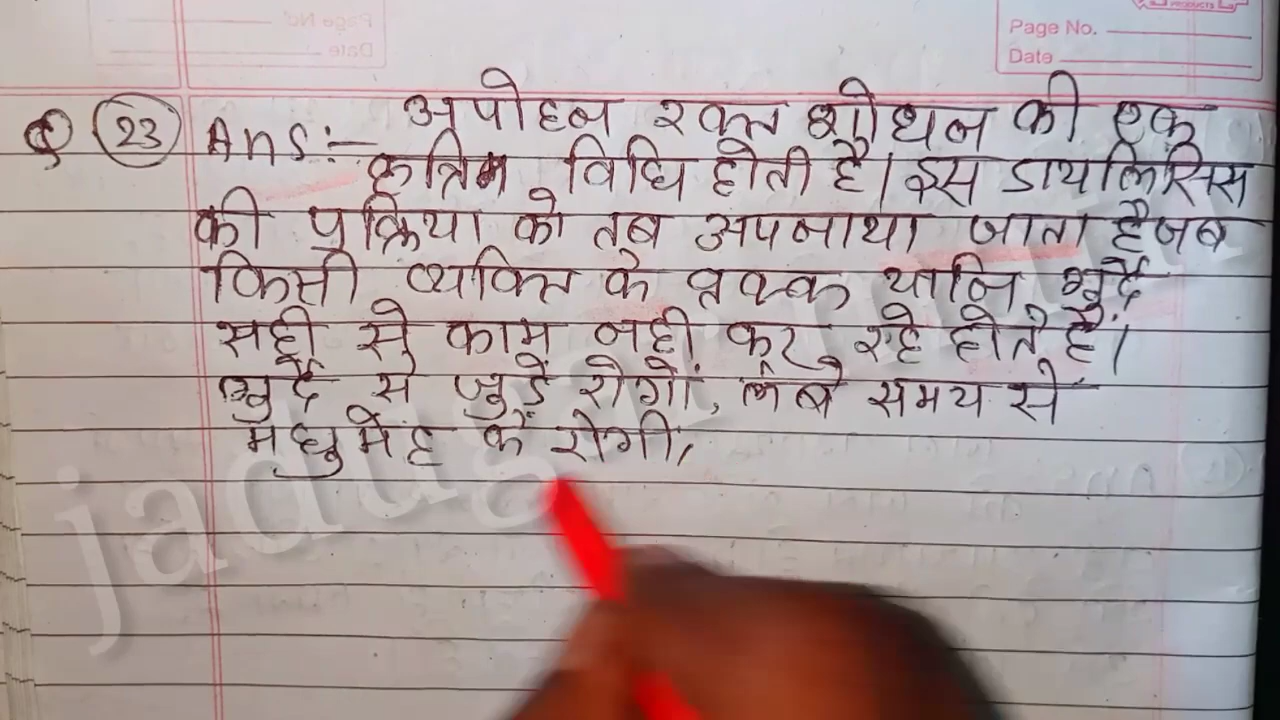 Page No.
Date
Q 23 Ans:- अपोहन रक्त शोधन की एक
कृत्रिम विधि होती है। इस डायलिसिस
की प्रक्रिया को तब अपनाया जाता है जब
किसी व्यक्ति के वृक्क यानि गुर्दे
सही से काम नही कर रहे होते हैं।
गुर्दे से जुड़े रोगों, लंबे समय से
मधुमेह के रोगी,